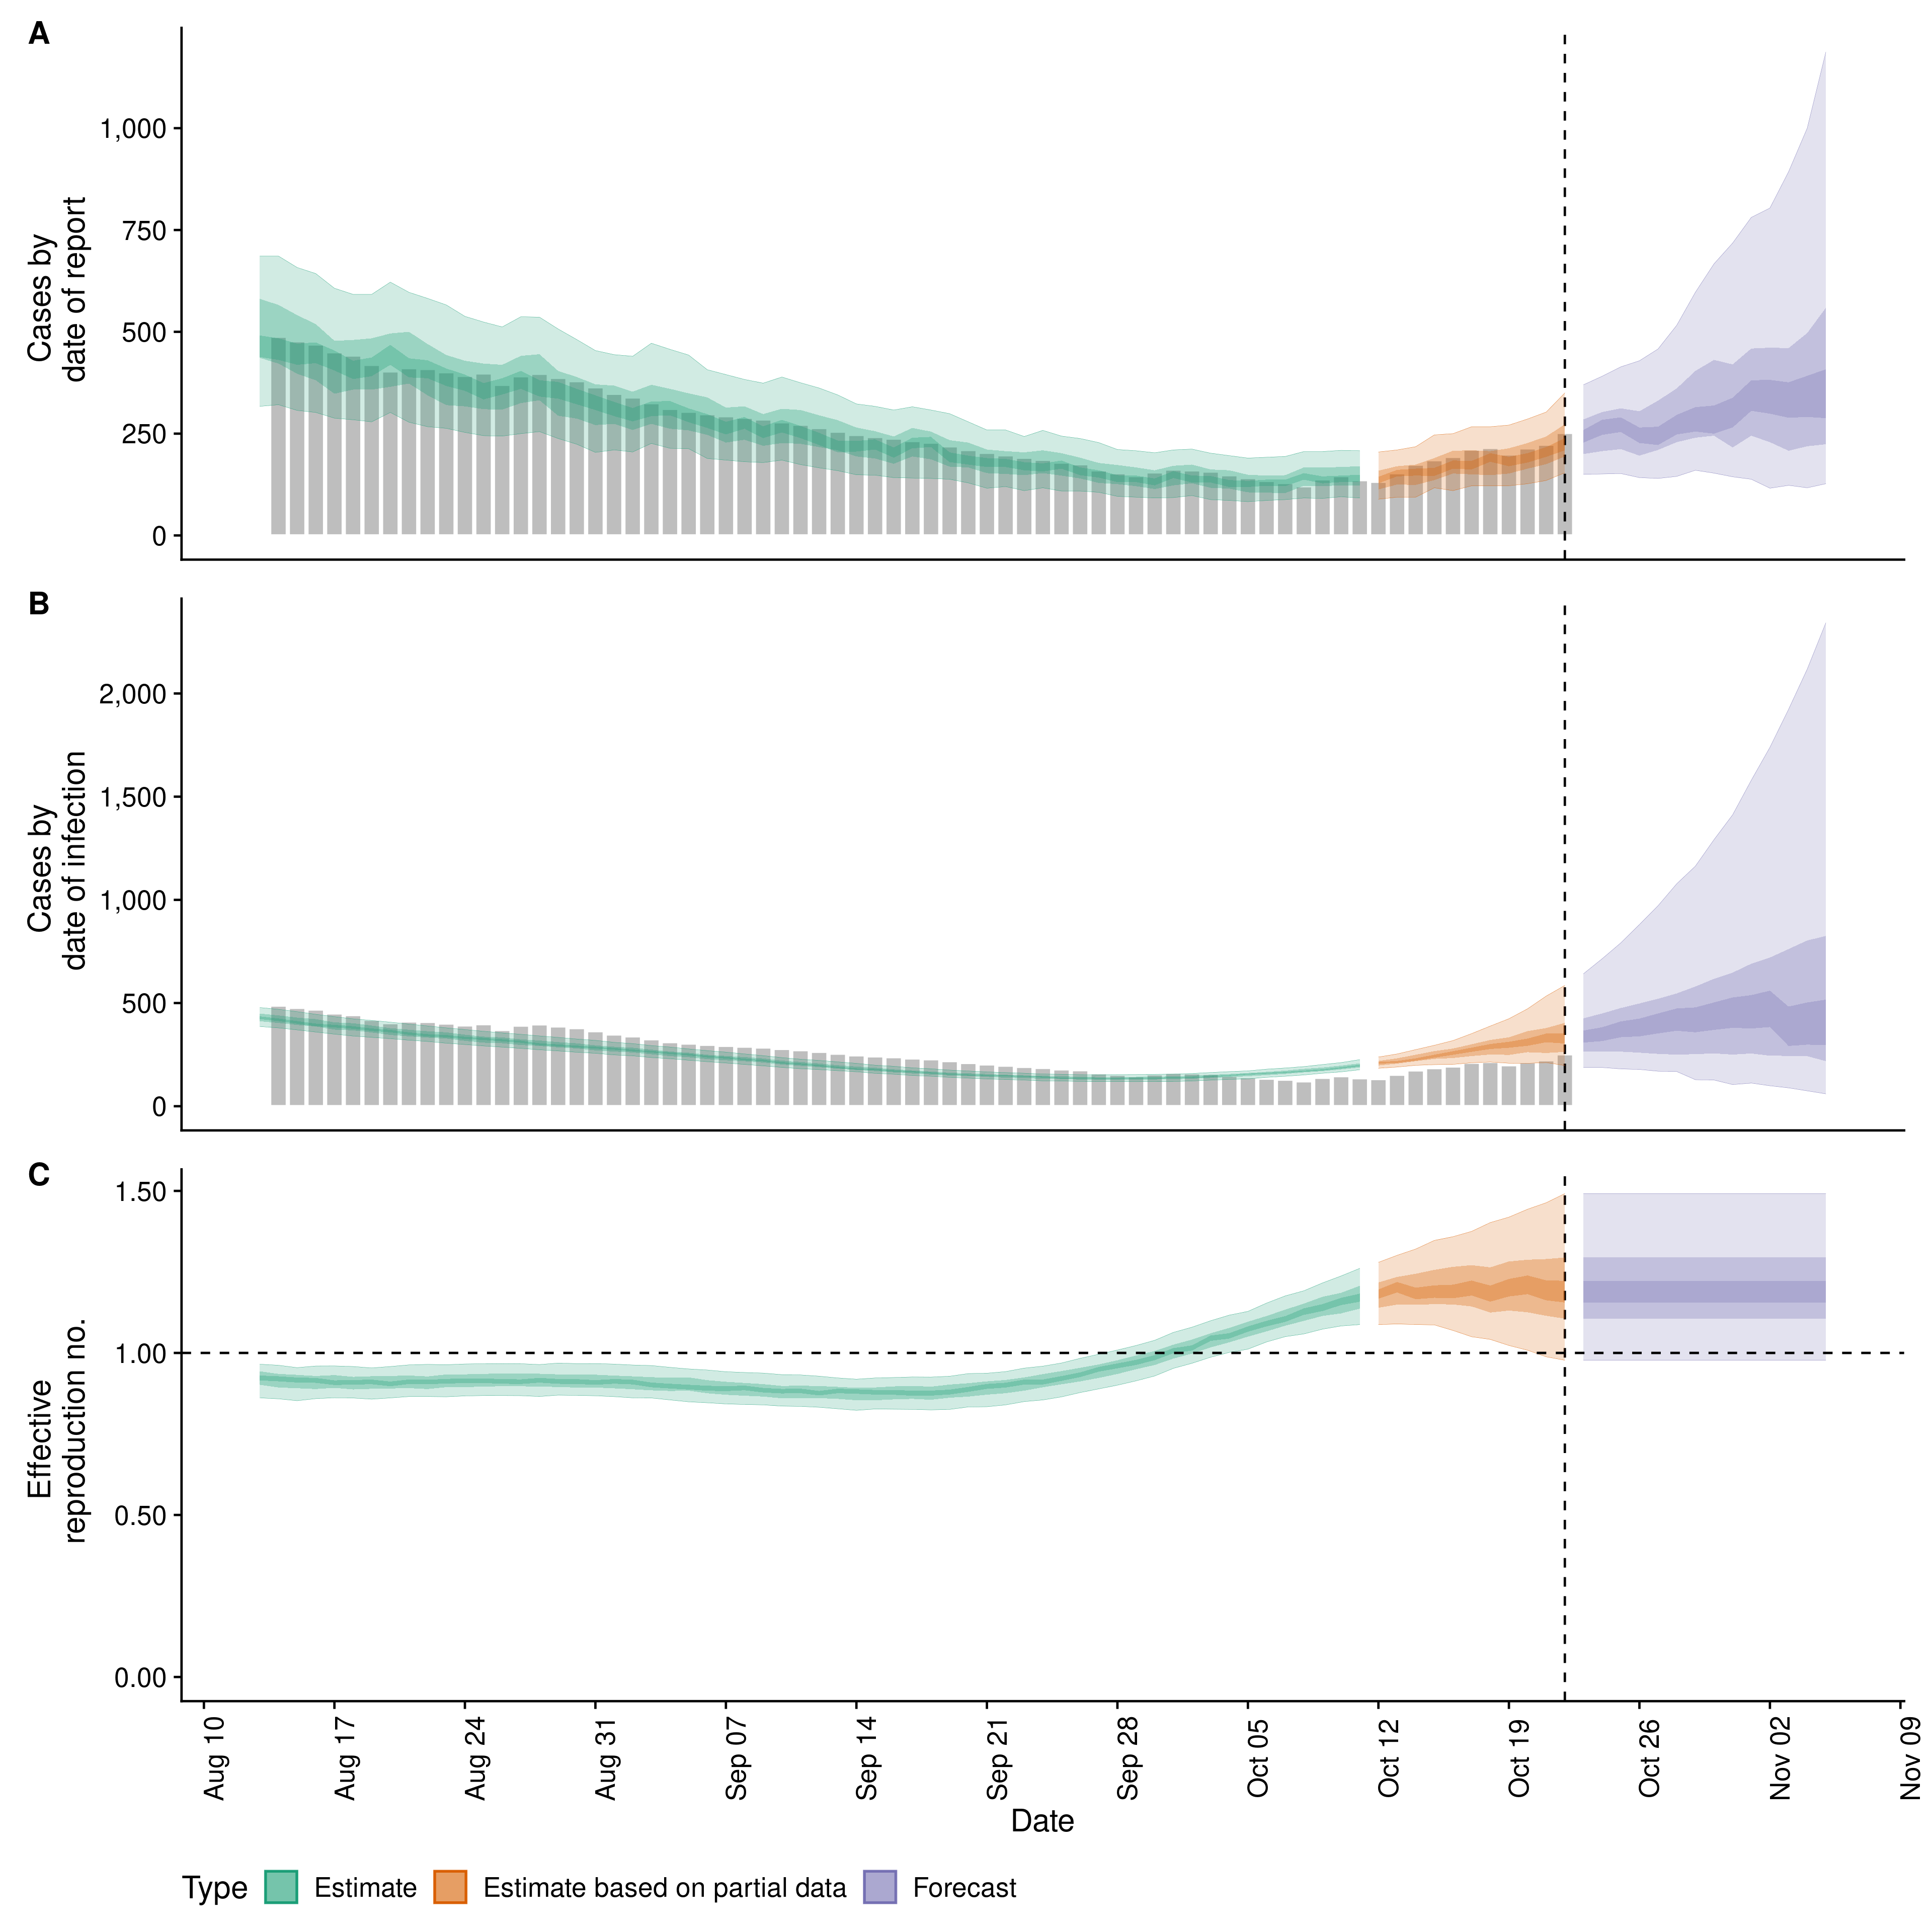 A
Cases by
date of report
1,000
750
500
250
0
B
Cases by
date of infection
2,000
1,500
1,000
500
0
C
Effective
reproduction no.
1.50
1.00
0.50
0.00
Aug 10
Aug 17
Aug 24
Aug 31
Sep 07
Sep 14
Sep 21
Sep 28
Oct 05
Oct 12
Oct 19
Oct 26
Nov 02
Nov 09
Date
Type Estimate Estimate based on partial data Forecast